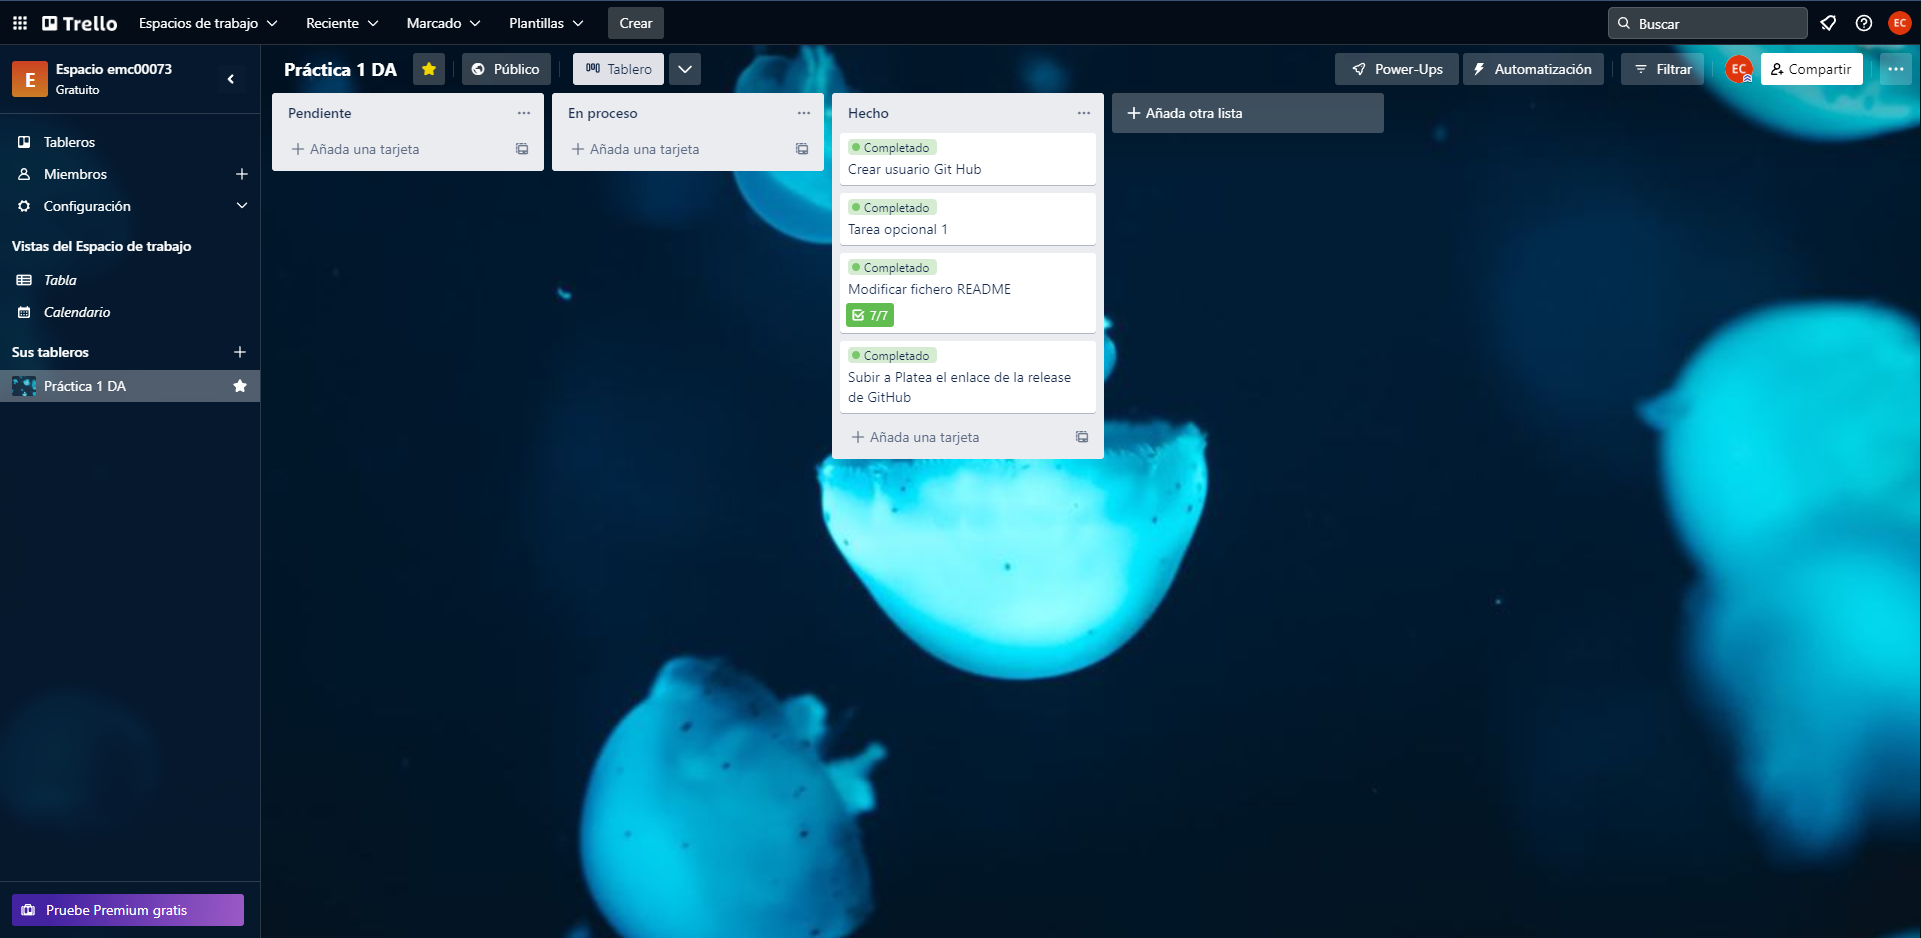 Trello
Espacios de trabajo
Reciente
Marcado
Plantillas
Crear
Buscar
EC
E
Espacio emc00073
Gratuito
Práctica 1 DA
Público
Tablero
Power-Ups
Automatización
Filtrar
EC
Compartir
Tableros
Miembros
Configuración
Vistas del Espacio de trabajo
Tabla
Calendario
Sus tableros
Práctica 1 DA
Pruebe Premium gratis
Pendiente
Añada una tarjeta
En proceso
Añada una tarjeta
Hecho
Completado
Crear usuario Git Hub
Completado
Tarea opcional 1
Completado
Modificar fichero README
7/7
Completado
Subir a Platea el enlace de la release
de GitHub
Añada una tarjeta
Añada otra lista